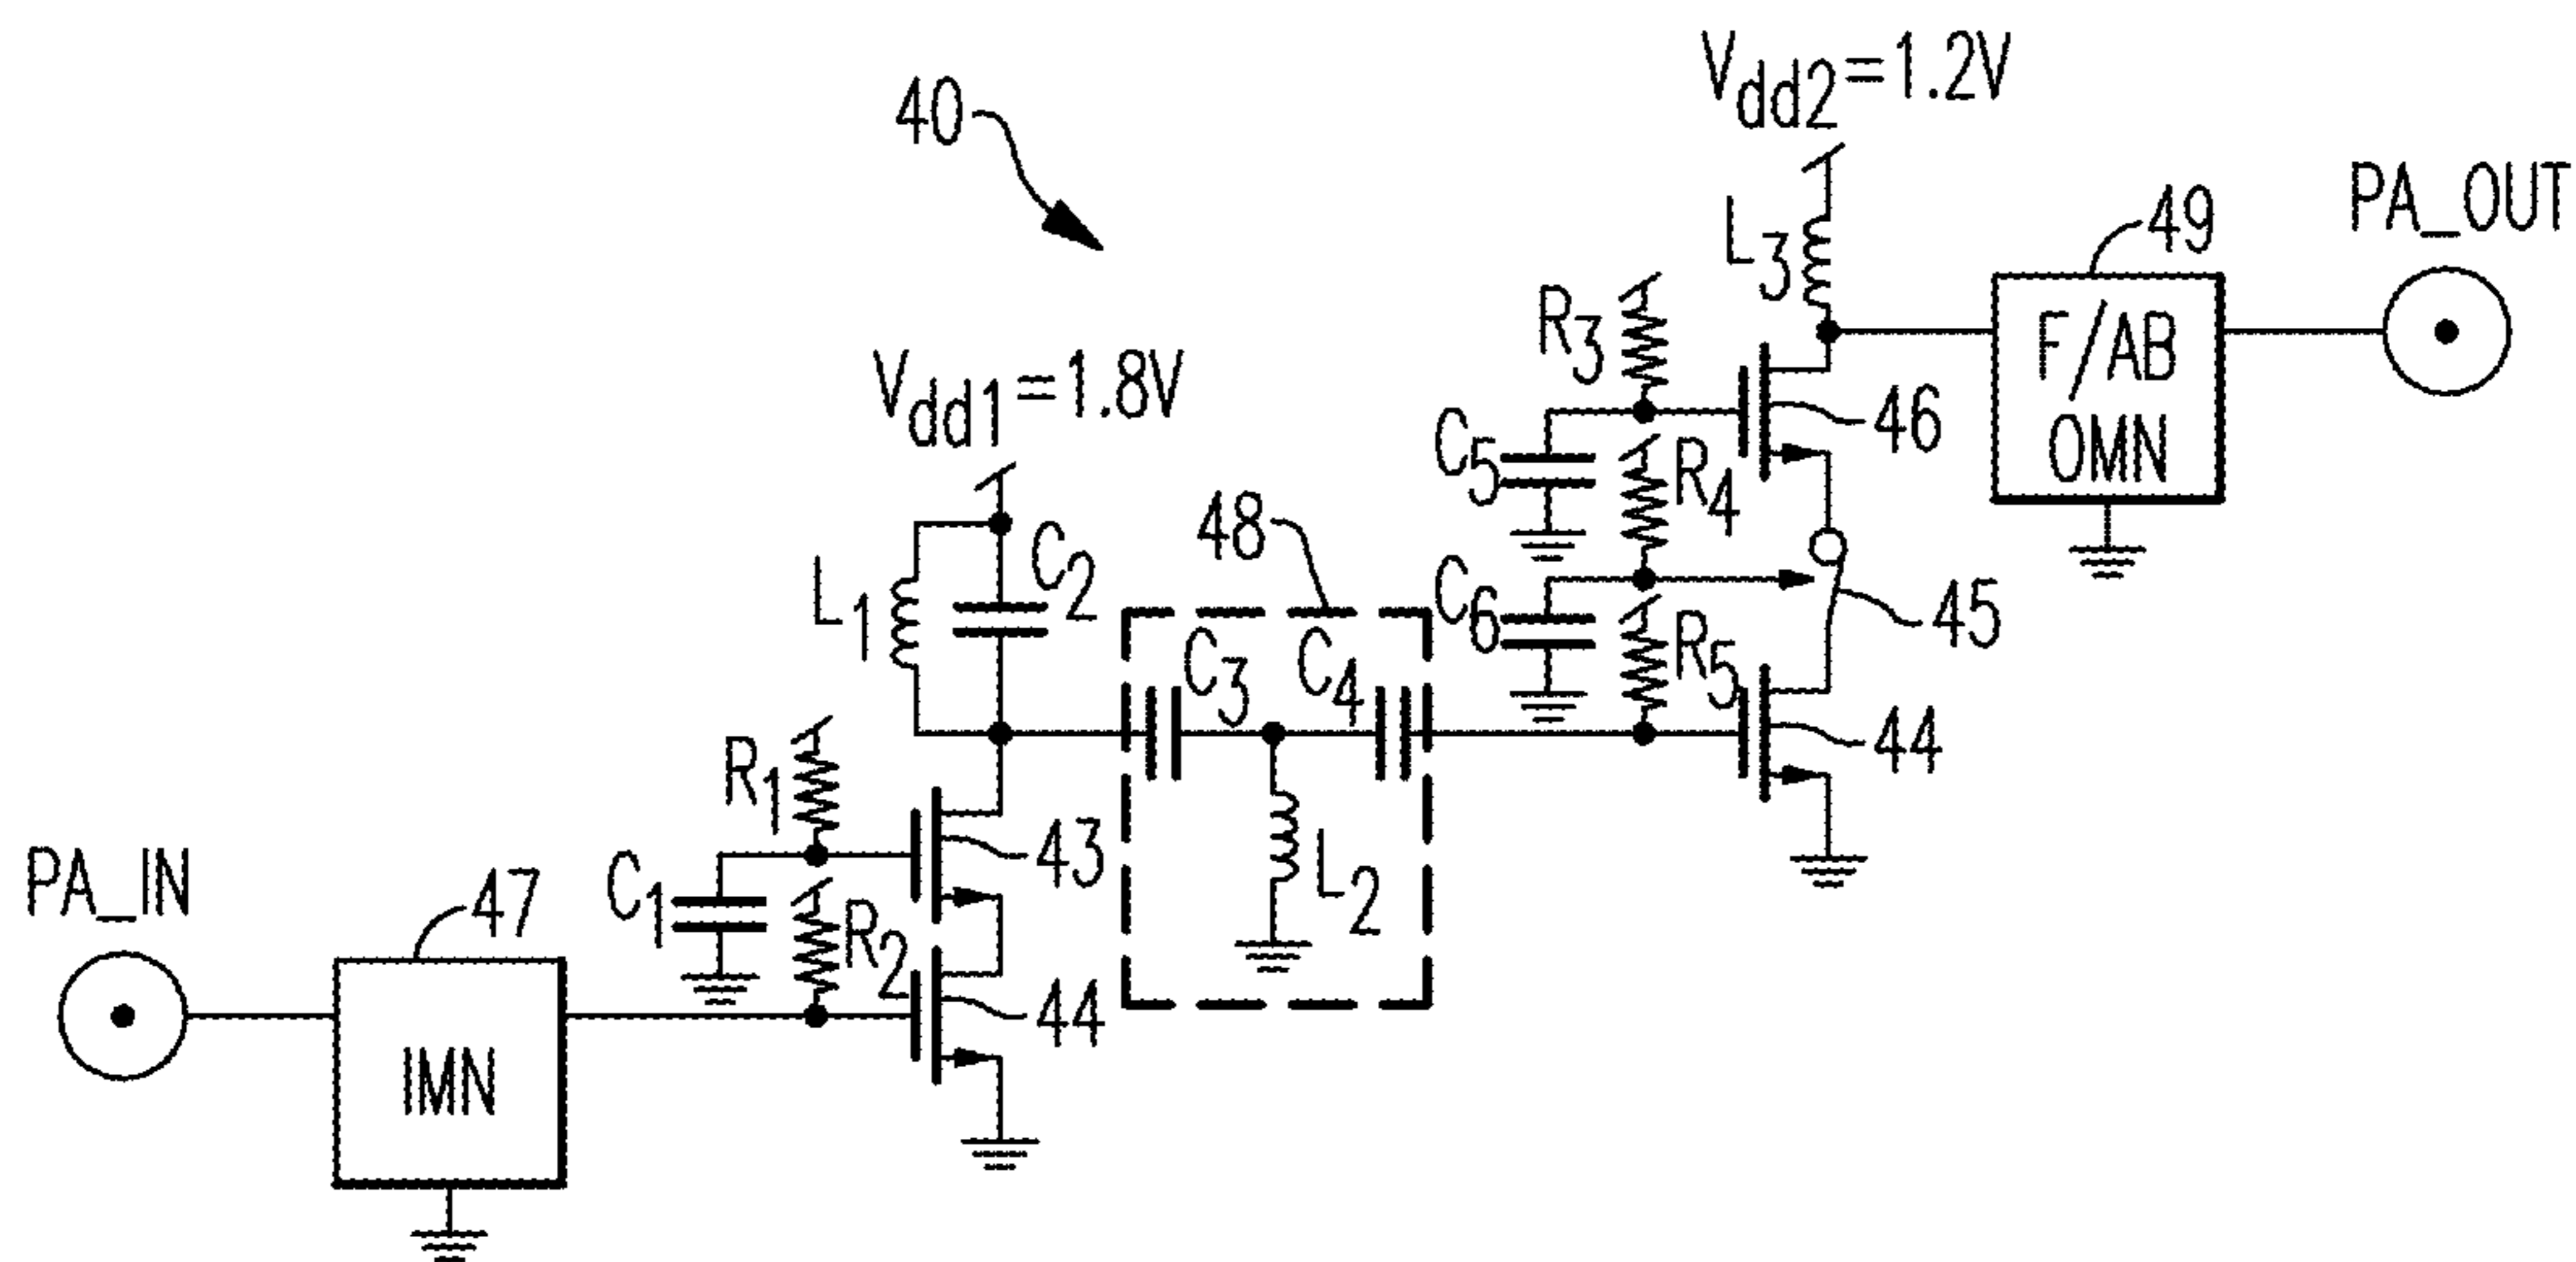 40
Vdd2=1.2V
PA_OUT
49
L3
F/AB
OMN
R3
46
C5
R4
Vdd1=1.8V
48
C2
L1
C6
45
C3
C4
R5
44
R1
43
L2
PA_IN
47
C1
R2
44
IMN